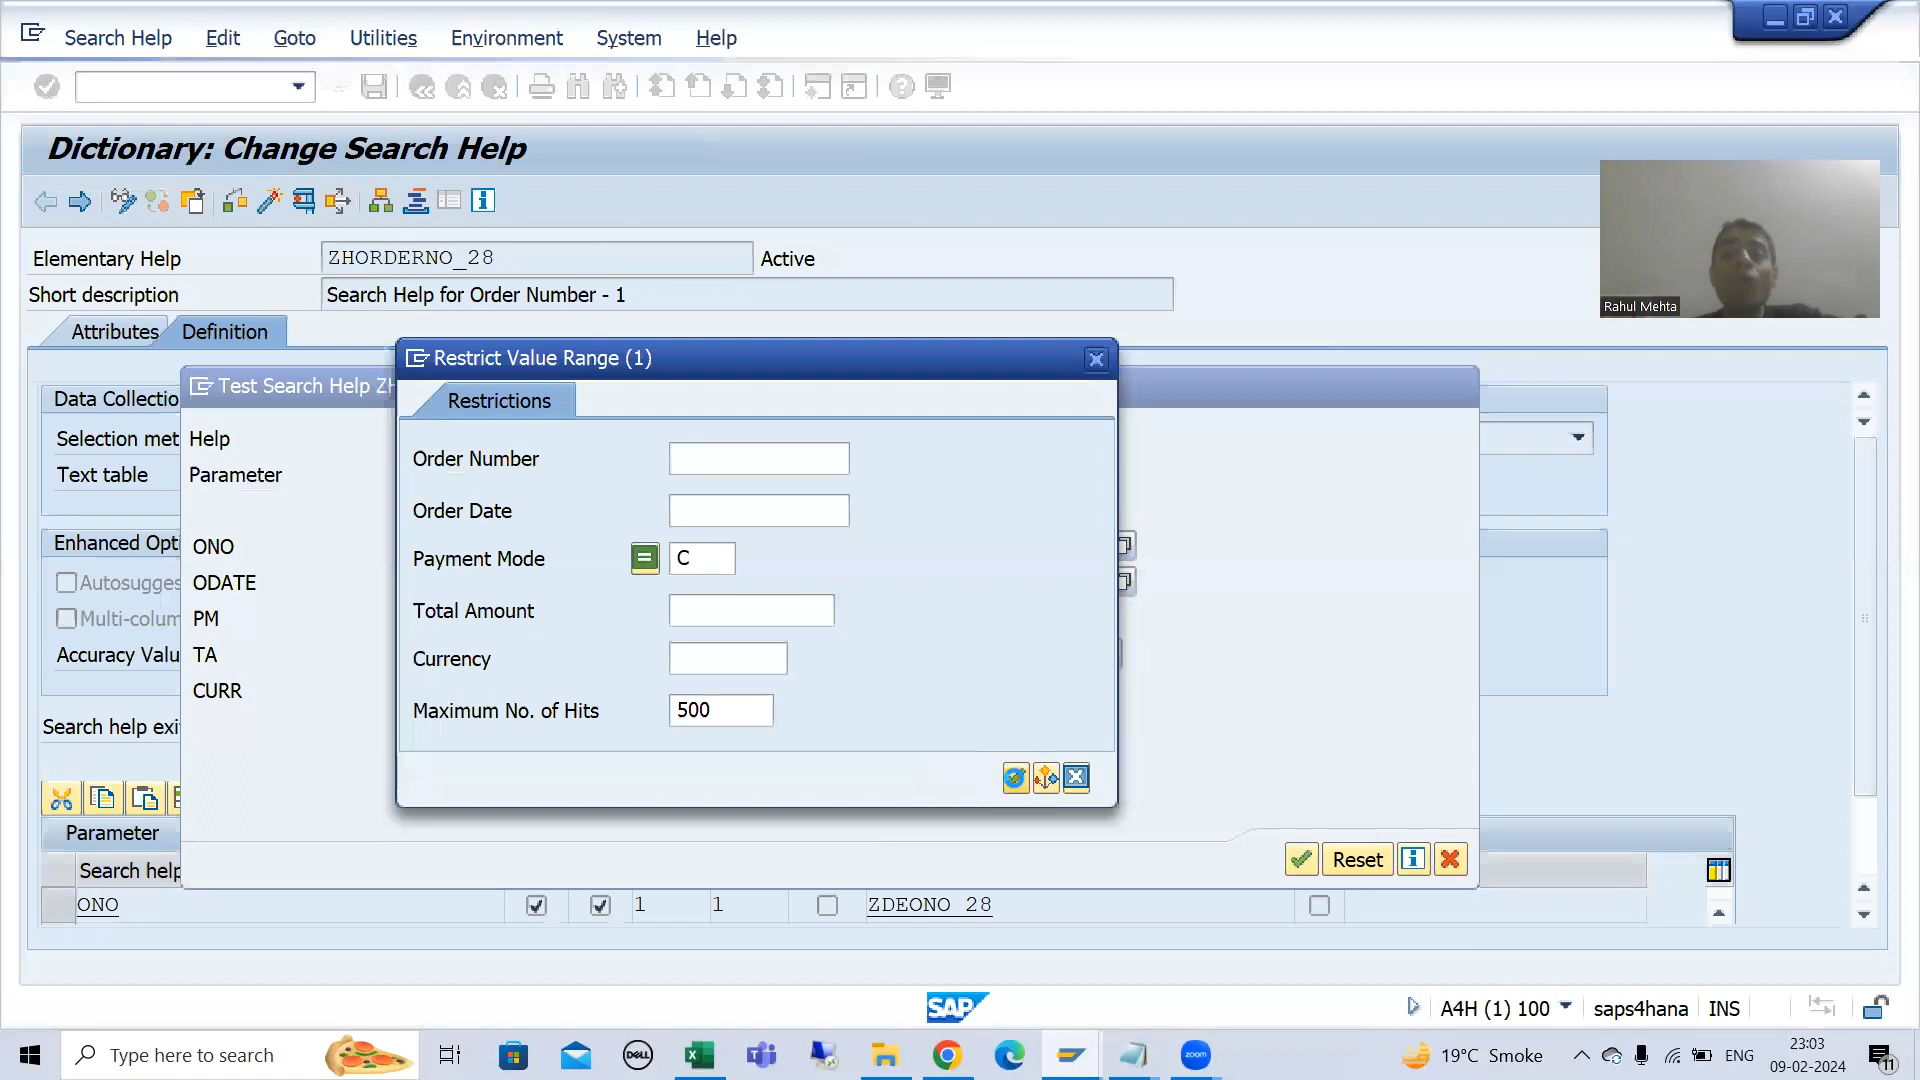 Search Help Edit Goto Utilities Environment System Help
Dictionary: Change Search Help
Elementary Help ZHORDERNO_28 Active
Short description Search Help for Order Number - 1
Rahul Mehta
Attributes Definition
Restrict Value Range (1)
Test Search Help ZH
Data Collectio
Restrictions
Selection met Help
Text table Parameter
Order Number
Order Date
Enhanced Opti ONO
Payment Mode C
Autosugges ODATE
Multi-colum PM
Total Amount
Accuracy Valu TA
Currency
CURR
Maximum No. of Hits 500
Search help exi
Parameter
Reset
Search help
ONO 1 1 ZDEONO_28
SAP
A4H (1) 100 saps4hana INS
Type here to search
DELL
zoom
19°C Smoke
ENG
23:03
09-02-2024
11